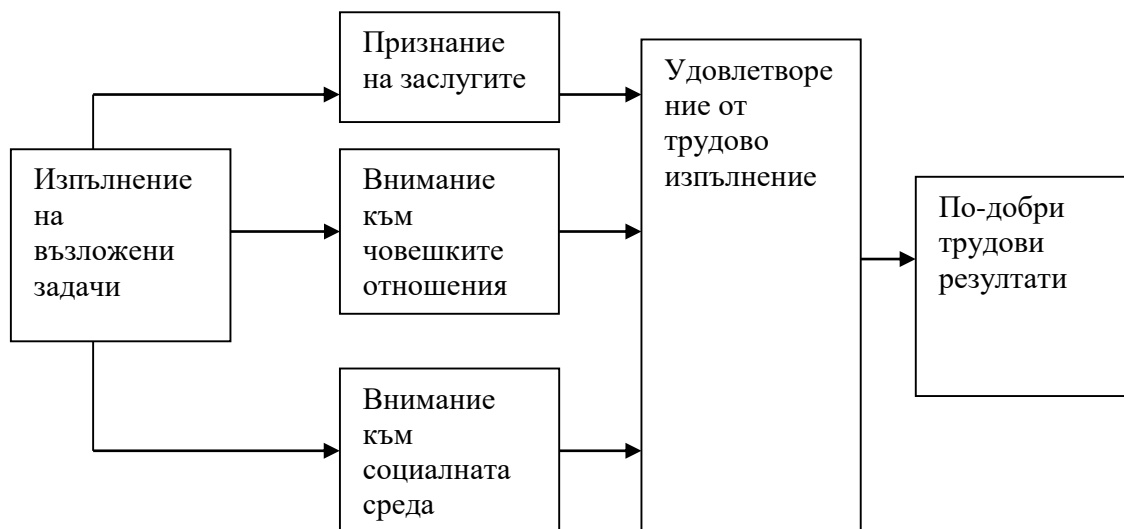 Изпълнение
на
възложени
задачи
Признание
на заслугите
Внимание
към
човешките
отношения
Внимание
към
социалната
среда
Удовлетворе
ние от
трудово
изпълнение
По-добри
трудови
резултати